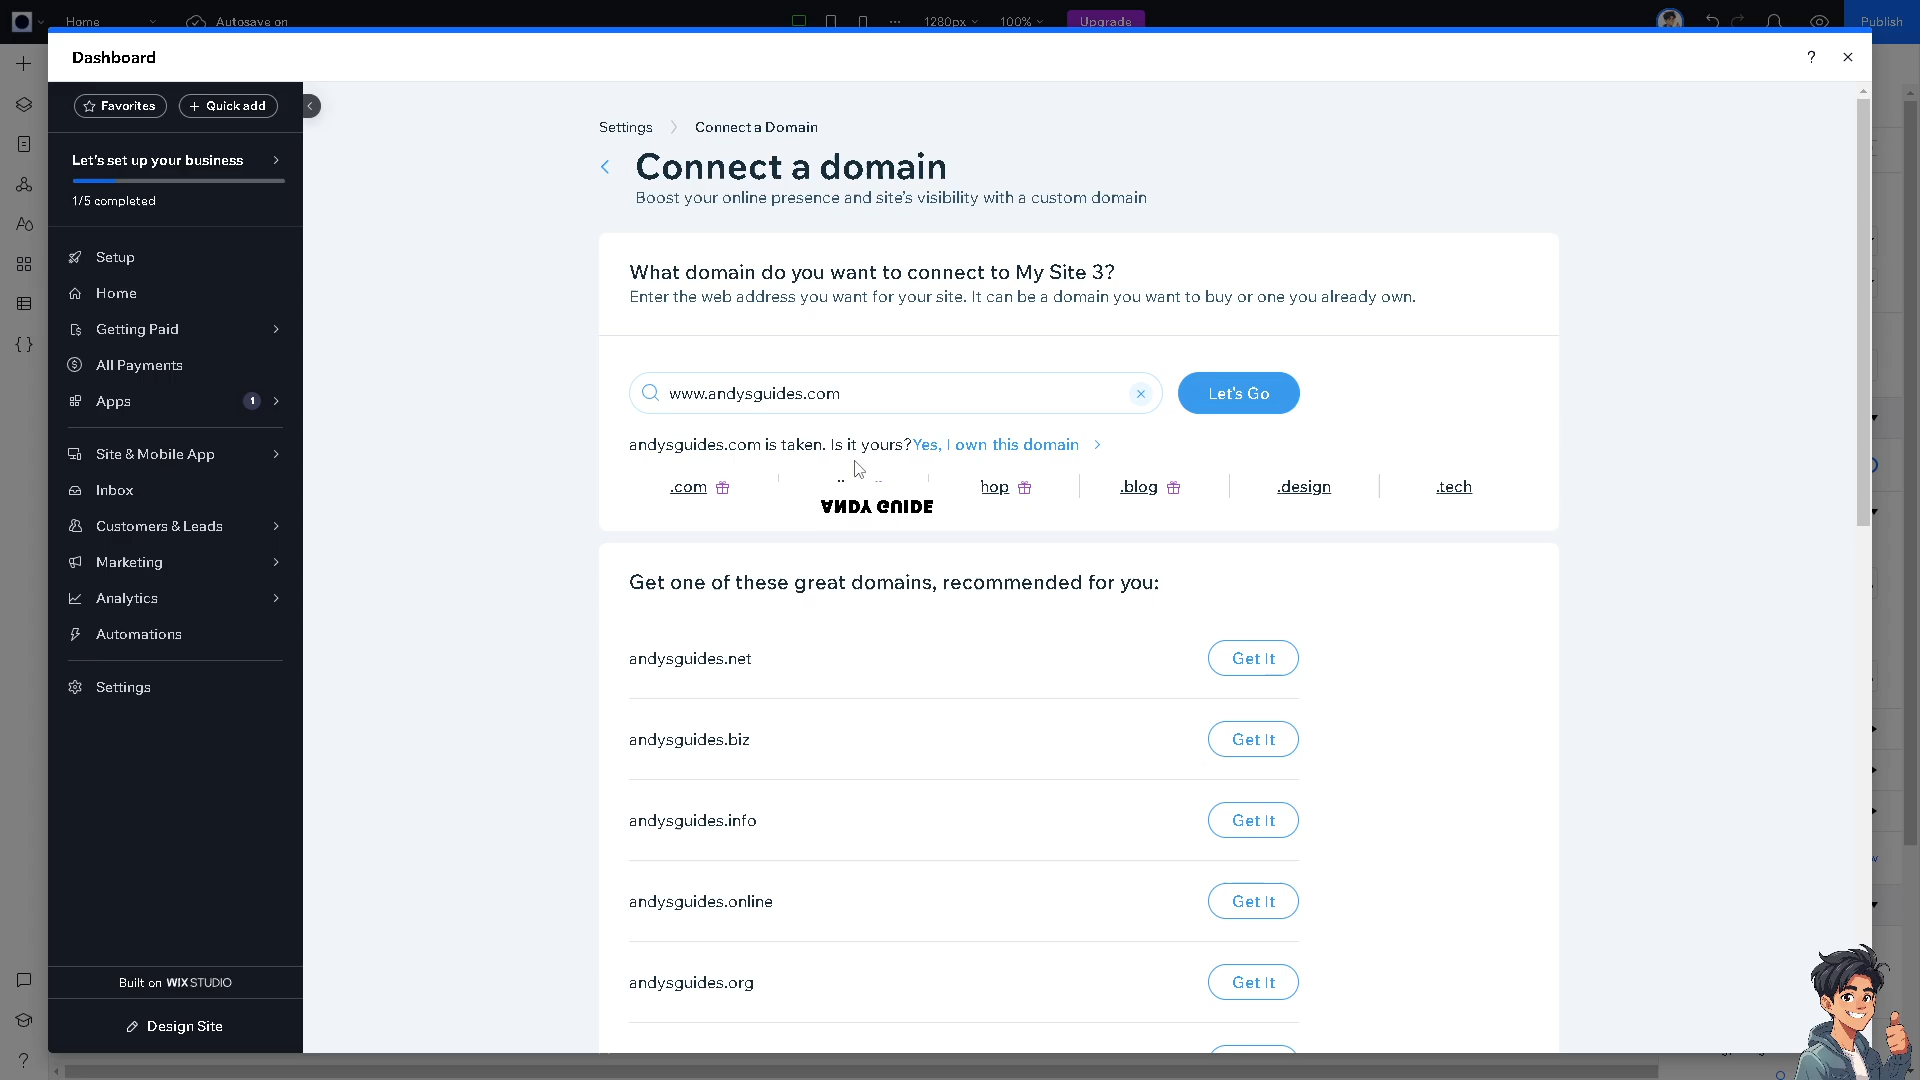 Home
Autosave on
1280px
100%
Upgrade
Publish
Dashboard
?
Favorites
Quick add
Let's set up your business
1/5 completed
Setup
Home
Getting Paid
All Payments
Apps
1
Site & Mobile App
Inbox
Customers & Leads
Marketing
Analytics
Automations
Settings
Built on WIX STUDIO
Design Site
Settings
Connect a Domain
Connect a domain
Boost your online presence and site's visibility with a custom domain
What domain do you want to connect to My Site 3?
Enter the web address you want for your site. It can be a domain you want to buy or one you already own.
www.andysguides.com
Let's Go
andysguides.com is taken. Is it yours? Yes, I own this domain
.com
hop
.blog
.design
.tech
ANDY GUIDE
Get one of these great domains, recommended for you:
andysguides.net
Get It
andysguides.biz
Get It
andysguides.info
Get It
andysguides.online
Get It
andysguides.org
Get It